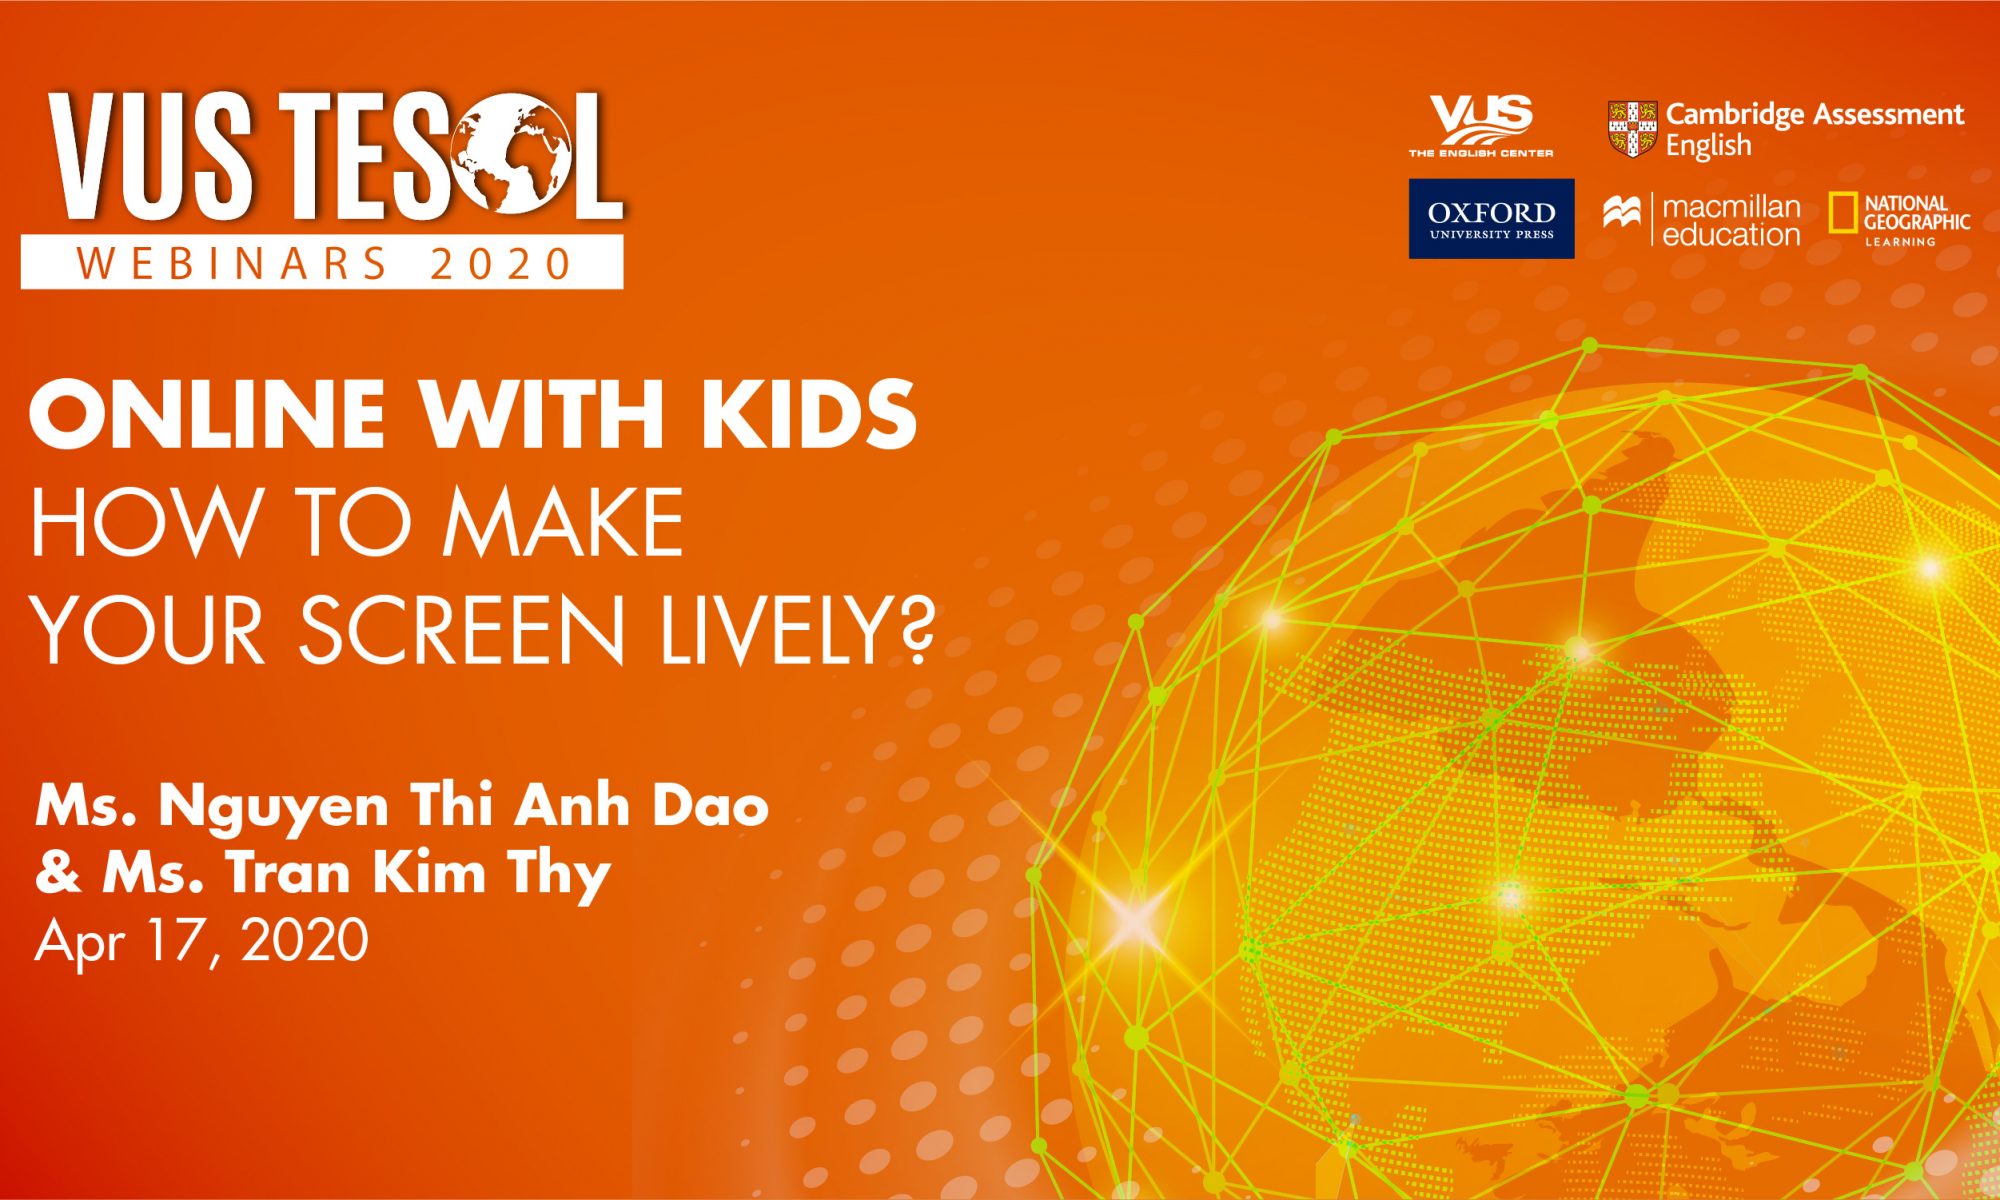 VUS TESOL
WEBINARS 2020
VUS
THE ENGLISH CENTER
Cambridge Assessment
English
OXFORD
UNIVERSITY PRESS
macmillan
education
NATIONAL
GEOGRAPHIC
LEARNING
ONLINE WITH KIDS
HOW TO MAKE
YOUR SCREEN LIVELY?
Ms. Nguyen Thi Anh Dao
& Ms. Tran Kim Thy
Apr 17, 2020